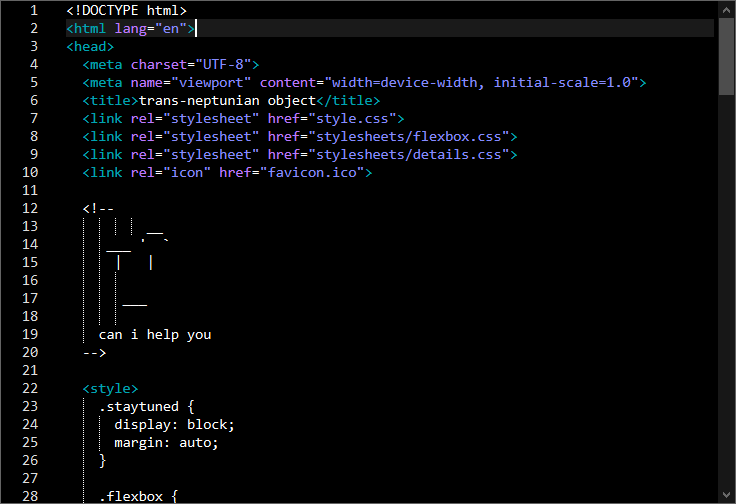 1 <!DOCTYPE html>
2 <html lang="en">
3 <head>
4   <meta charset="UTF-8">
5   <meta name="viewport" content="width=device-width, initial-scale=1.0">
6   <title>trans-neptunian object</title>
7   <link rel="stylesheet" href="style.css">
8   <link rel="stylesheet" href="stylesheets/flexbox.css">
9   <link rel="stylesheet" href="stylesheets/details.css">
10   <link rel="icon" href="favicon.ico">
11
12   <!--
13           __
14      ___ '  `
15       |   |
16
17        ___
18
19     can i help you
20   -->
21
22   <style>
23     .staytuned {
24       display: block;
25       margin: auto;
26     }
27
28     .flexbox {